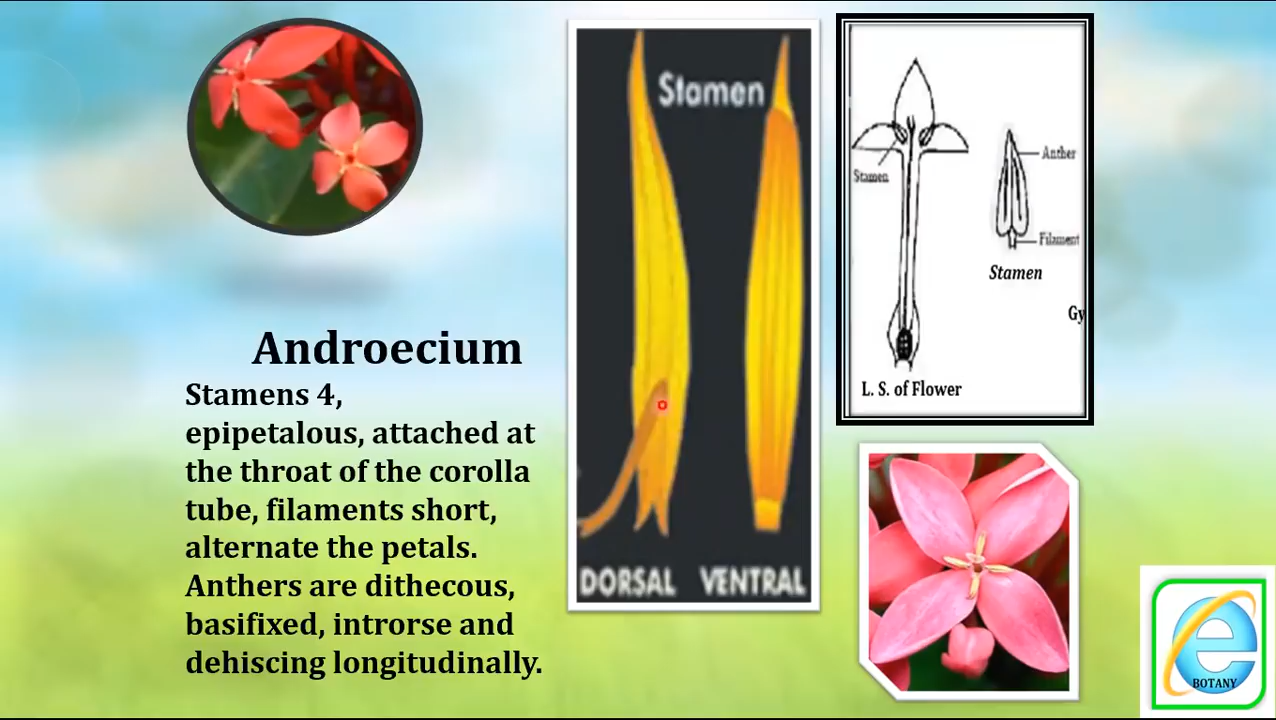 Androecium
Stamens 4,
epipetalous, attached at
the throat of the corolla
tube, filaments short,
alternate the petals.
Anthers are dithecous,
basifixed, introrse and
dehiscing longitudinally.
Stamen
DORSAL VENTRAL
Stamen
Anther
Filament
Stamen
Gy
L. S. of Flower
e
BOTANY